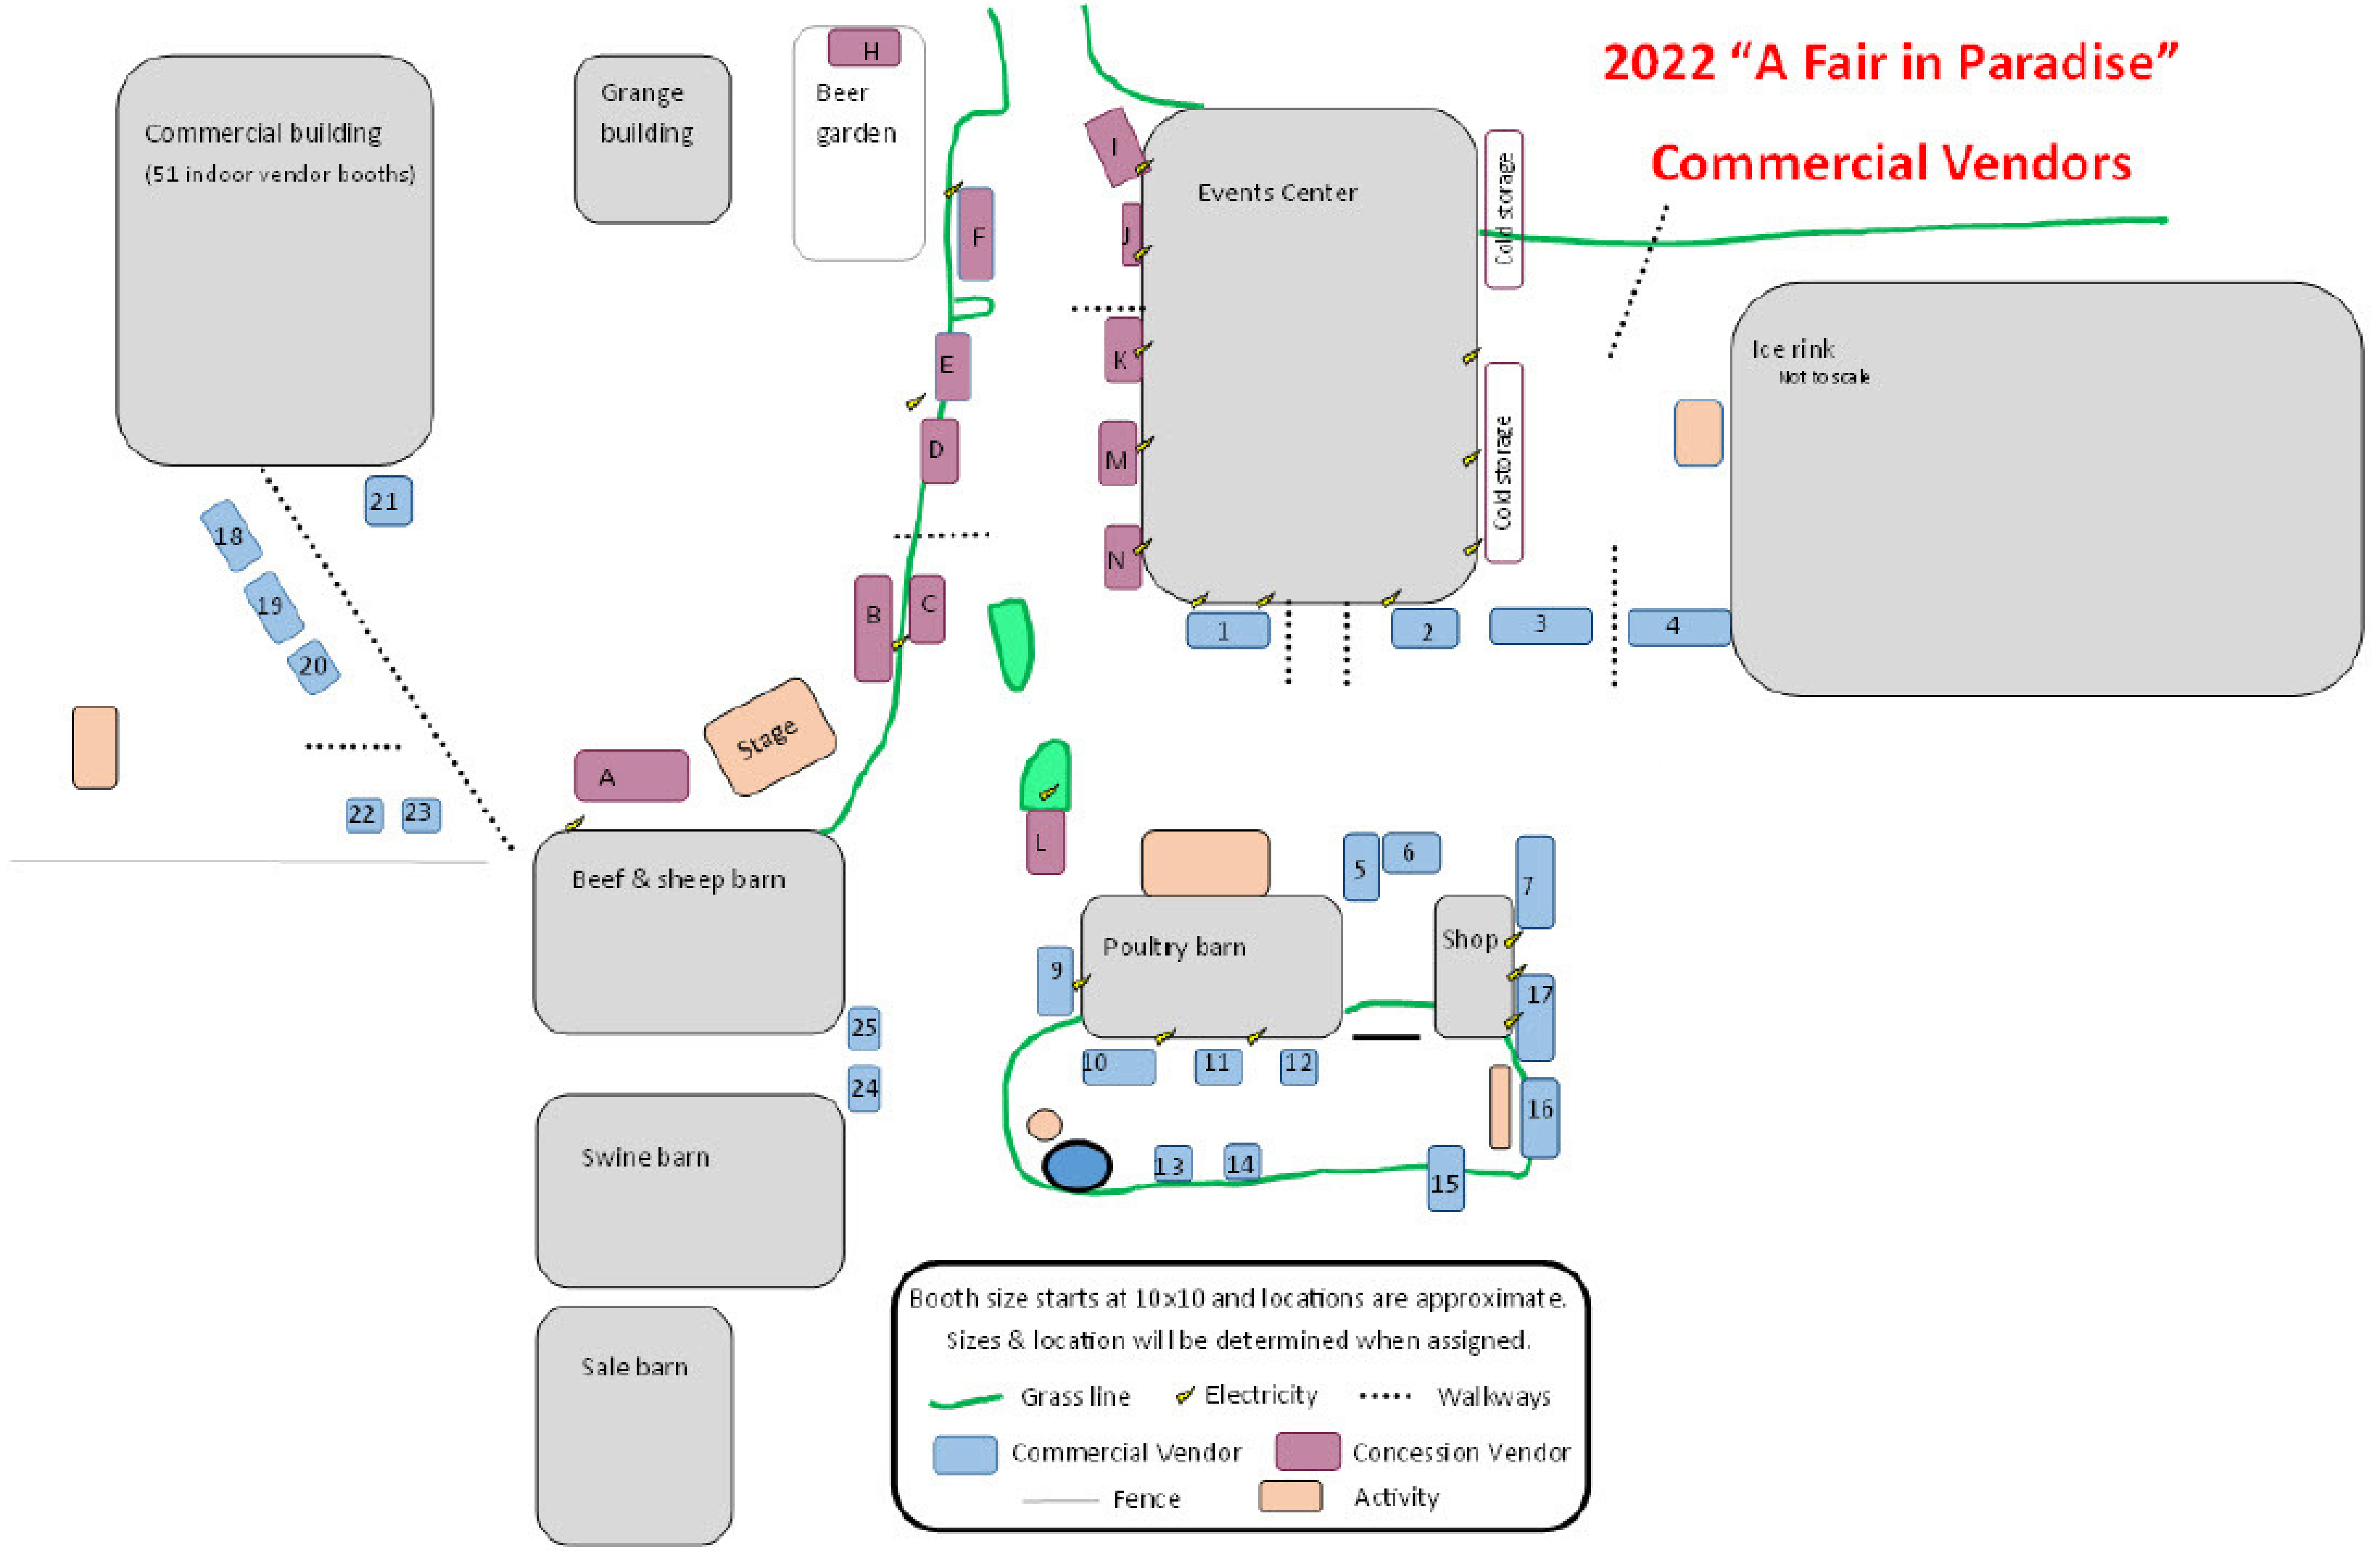 2022 “A Fair in Paradise”
Commercial Vendors
H
Grange
building
Beer
garden
Commercial building
(51 indoor vendor booths)
I
Events Center
Cold storage
F
J
Ice rink
Not to scale
K
E
D
M
Cold storage
21
18
N
19
B
C
1
2
3
4
20
Stage
A
22
23
L
5
6
7
Beef & sheep barn
Shop
Poultry barn
9
17
25
10
11
12
24
16
Swine barn
13
14
15
Booth size starts at 10x10 and locations are approximate.
Sizes & location will be determined when assigned.
Grass line
Electricity
Walkways
Commercial Vendor
Concession Vendor
Fence
Activity
Sale barn